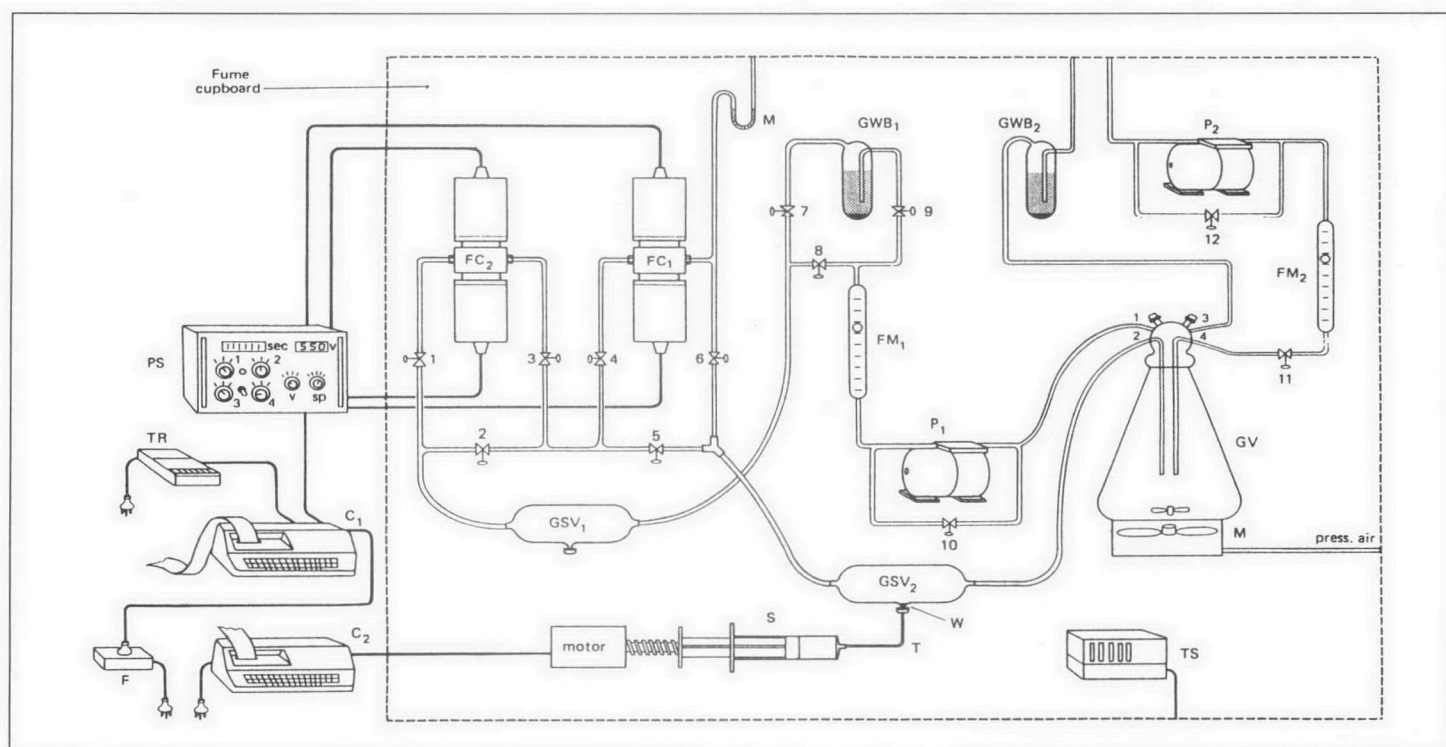 Fume
cupboard
M
GWB1
GWB2
P2
12
FM2
7
9
8
FC2
FC1
FM1
1
3
2
4
11
1
3
4
6
PS
sec
550v
1
2
3
4
v
sp
2
5
P1
10
GV
M
press. air
TR
C1
GSV1
GSV2
W
S
T
motor
C2
F
TS